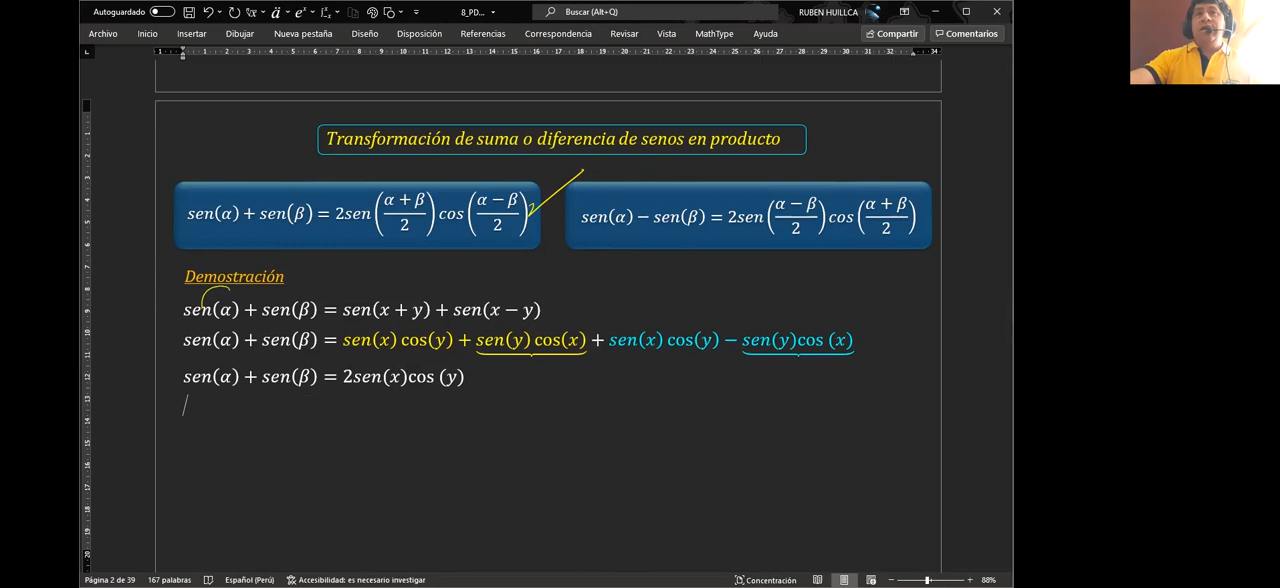 Autoguardado
8_PD...
Buscar (Alt+Q)
RUBEN HUILLCA
Archivo Inicio Insertar Dibujar Nueva pestaña Diseño Disposición Referencias Correspondencia Revisar Vista MathType Ayuda Compartir Comentarios
Transformación de suma o diferencia de senos en producto
sen(α) + sen(β) = 2sen((α + β)/2) cos((α − β)/2)
sen(α) − sen(β) = 2sen((α − β)/2) cos((α + β)/2)
Demostración
sen(α) + sen(β) = sen(x + y) + sen(x − y)
sen(α) + sen(β) = sen(x) cos(y) + sen(y) cos(x) + sen(x) cos(y) − sen(y)cos (x)
sen(α) + sen(β) = 2sen(x)cos (y)
Página 2 de 39 167 palabras Español (Perú) Accesibilidad: es necesario investigar Concentración 88%